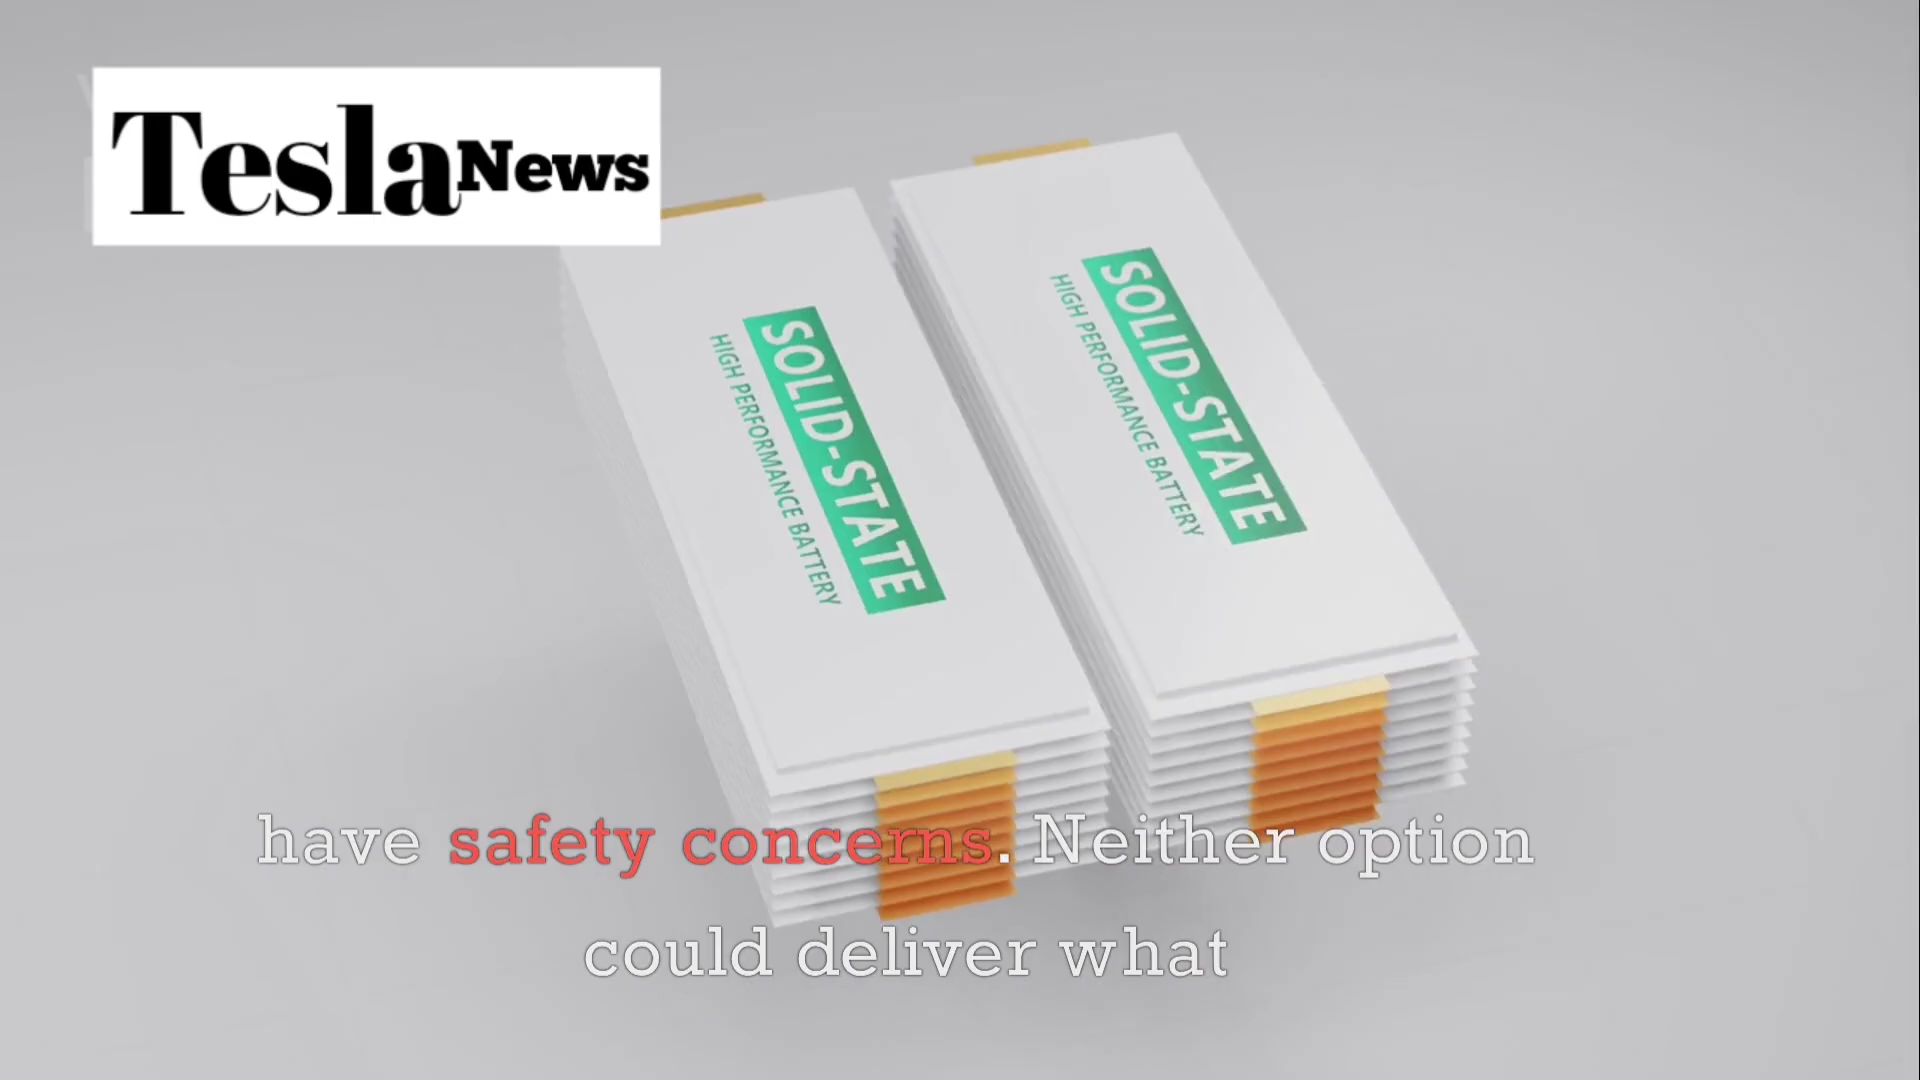 Tesla News
SOLID-STATE
HIGH PERFORMANCE BATTERY
SOLID-STATE
HIGH PERFORMANCE BATTERY
have safety concerns. Neither option
could deliver what